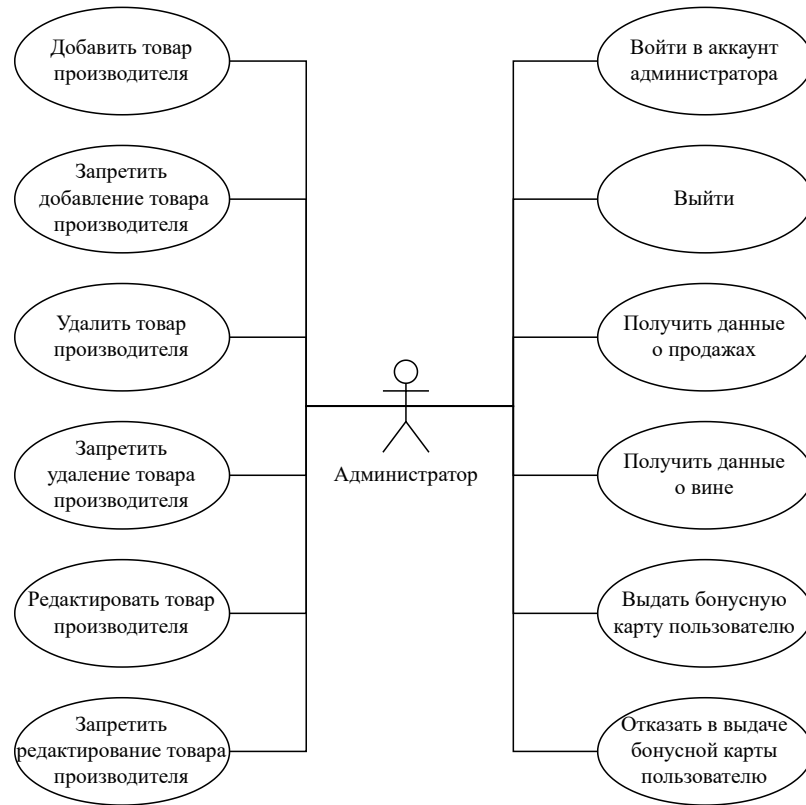 Добавить товар
производителя
Запретить
добавление товара
производителя
Удалить товар
производителя
Запретить
удаление товара
производителя
Редактировать товар
производителя
Запретить
редактирование товара
производителя
Администратор
Войти в аккаунт
администратора
Выйти
Получить данные
о продажах
Получить данные
о вине
Выдать бонусную
карту пользователю
Отказать в выдаче
бонусной карты
пользователю